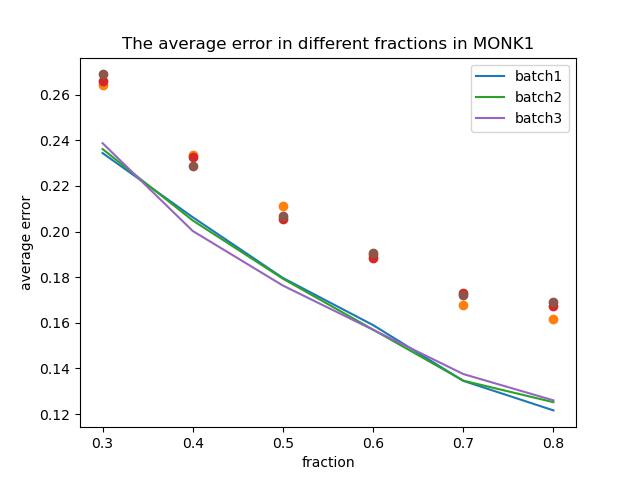 The average error in different fractions in MONK1
batch1
batch2
batch3
0.26
0.24
0.22
0.20
0.18
0.16
0.14
0.12
average error
0.3 0.4 0.5 0.6 0.7 0.8
fraction